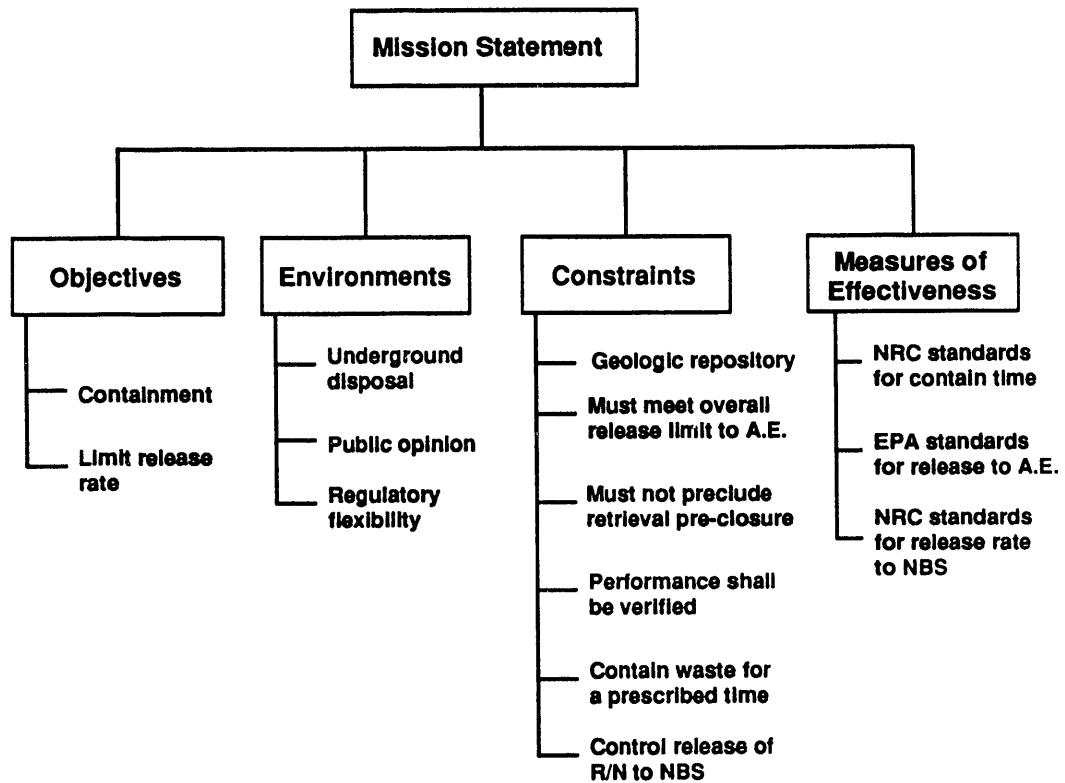 Mission Statement
Objectives
Containment
Limit release
rate
Environments
Underground
disposal
Public opinion
Regulatory
flexibility
Constraints
Geologic repository
Must meet overall
release limit to A.E.
Must not preclude
retrieval pre-closure
Performance shall
be verified
Contain waste for
a prescribed time
Control release of
R/N to NBS
Measures of
Effectiveness
NRC standards
for contain time
EPA standards
for release to A.E.
NRC standards
for release rate
to NBS